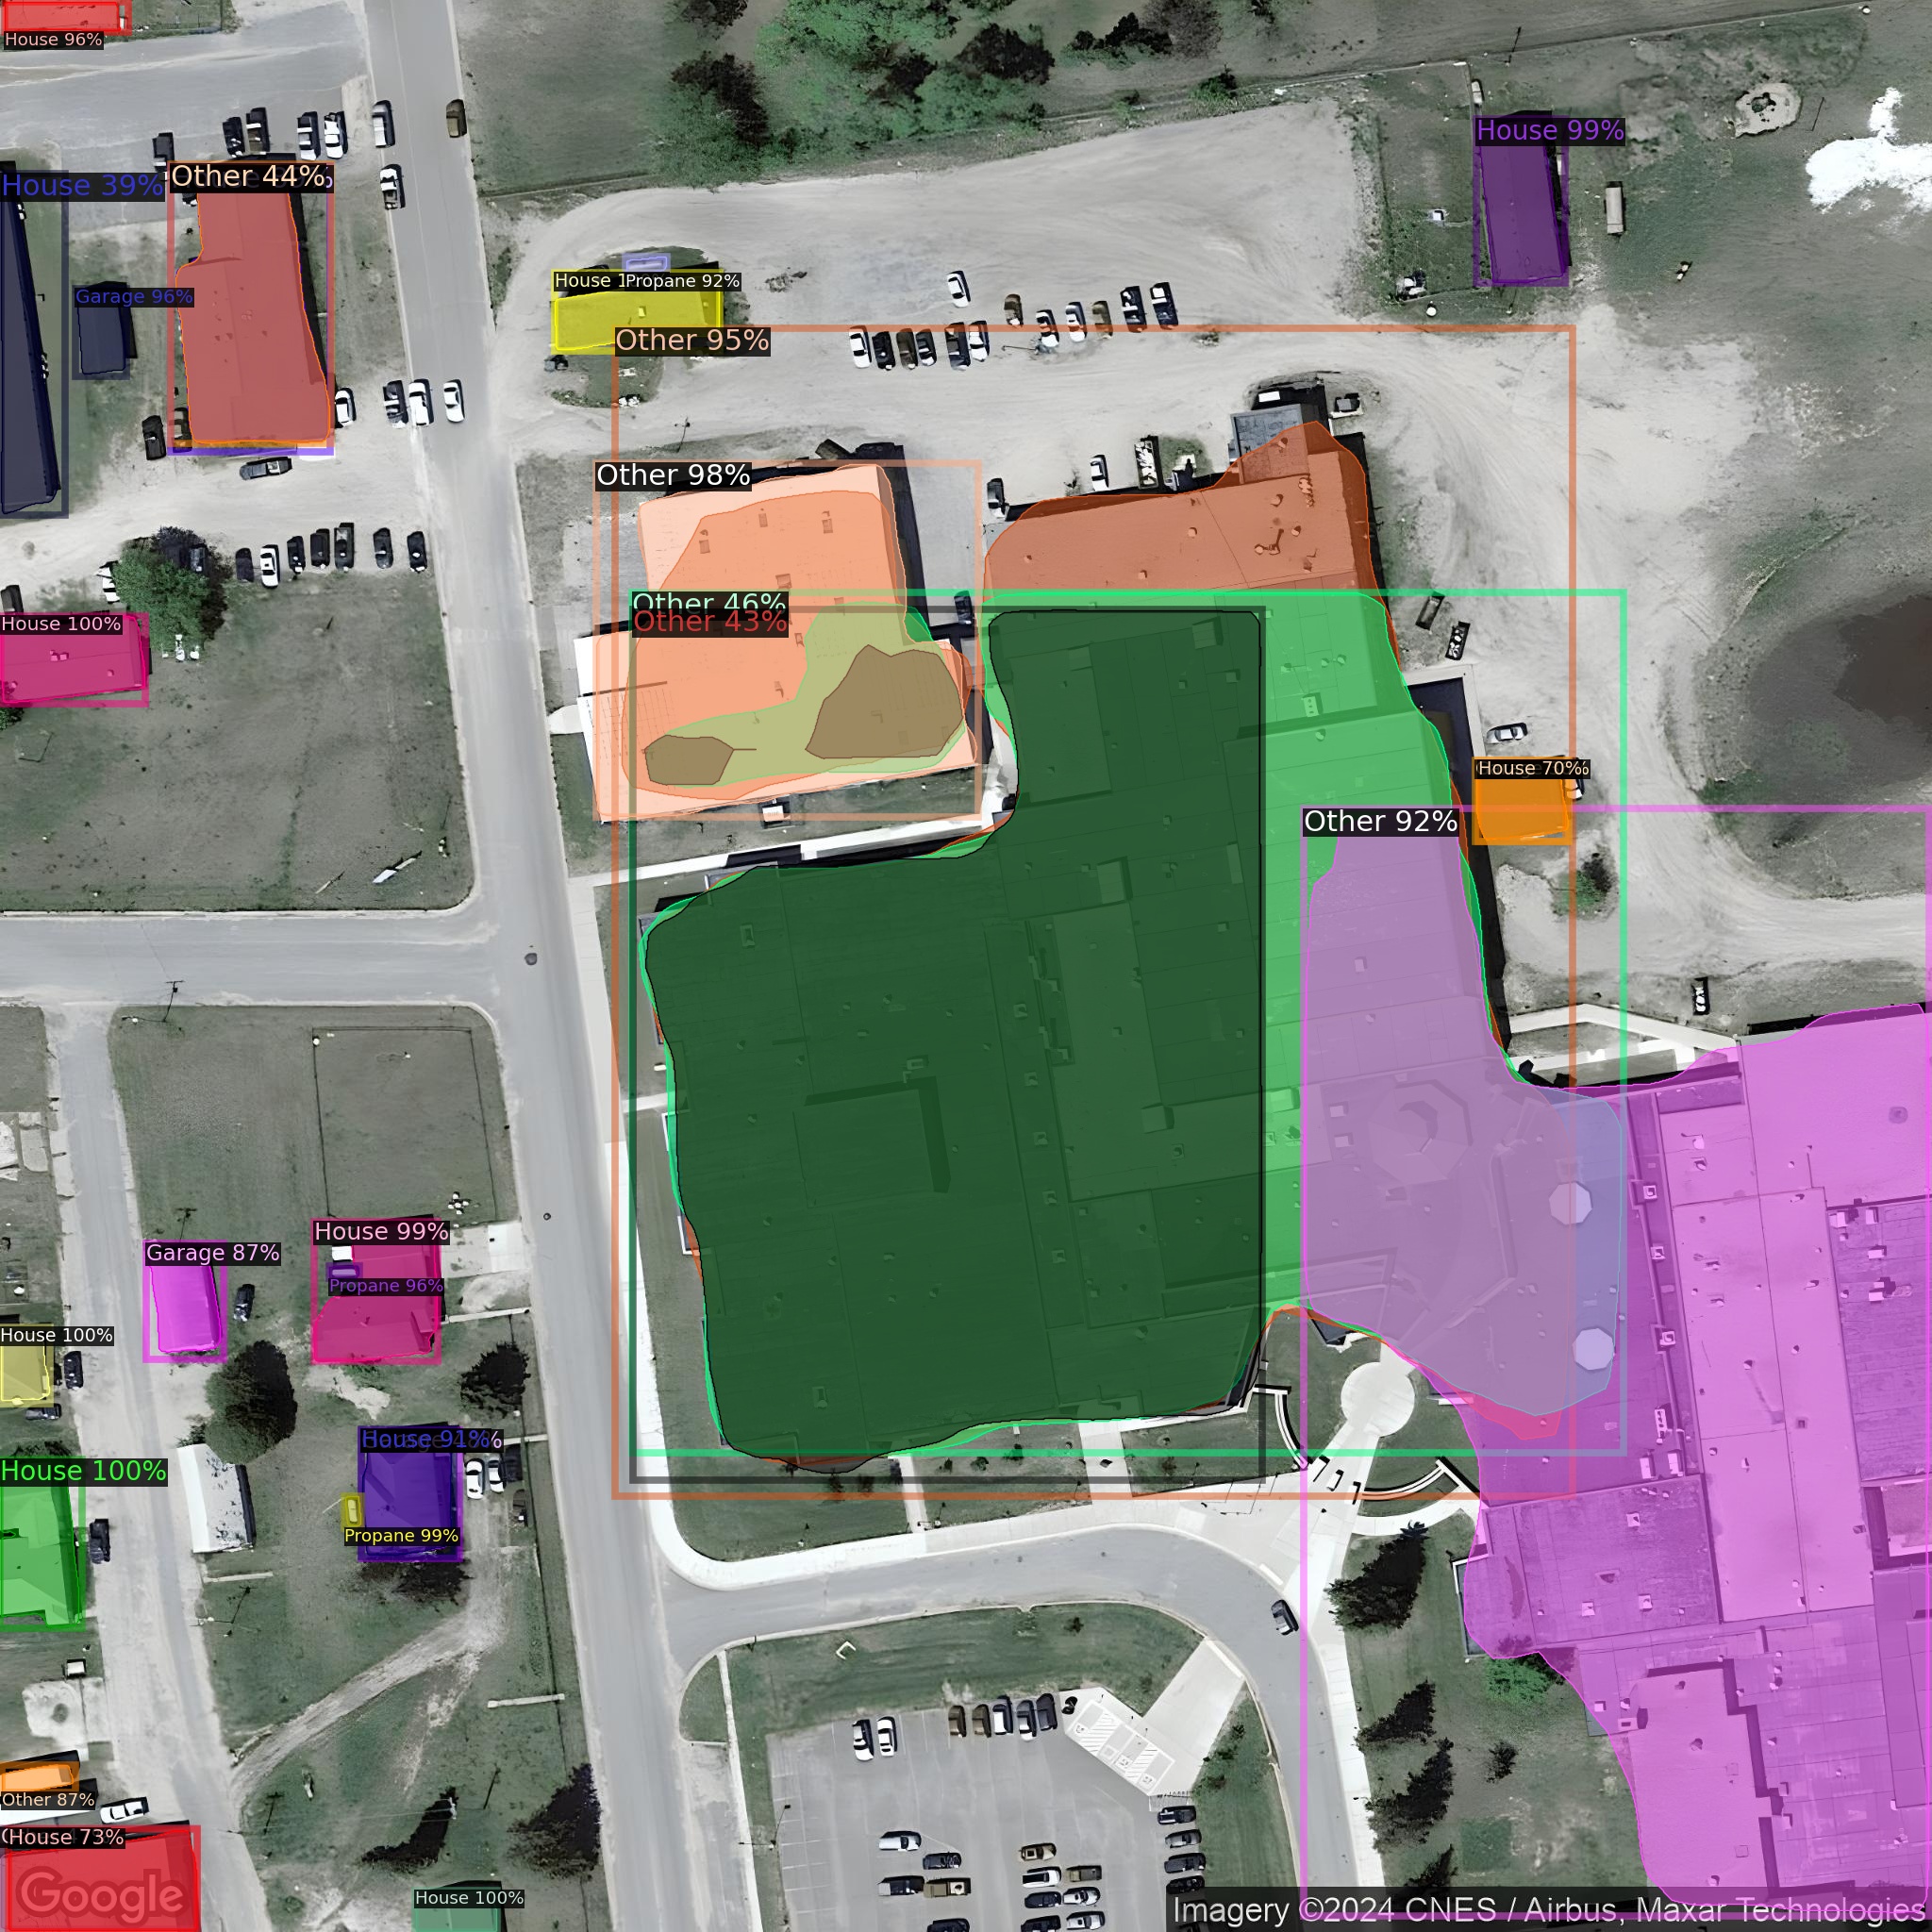 House 96%
House 99%
Other 44%
House 39%
House 1
Propane 92%
Garage 96%
Other 95%
Other 98%
Other 46%
Other 43%
House 100%
House 70%
Other 92%
House 99%
Garage 87%
Propane 96%
House 100%
House 91%
House 100%
Propane 99%
Other 87%
House 73%
Google
House 100%
Imagery ©2024 CNES / Airbus, Maxar Technologies